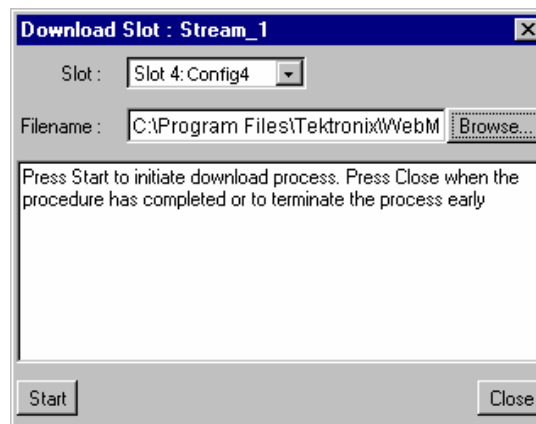 Download Slot : Stream_1
Slot : Slot 4: Config4
Filename : C:\Program Files\Tektronix\WebM Browse...
Press Start to initiate download process. Press Close when the
procedure has completed or to terminate the process early
Start Close